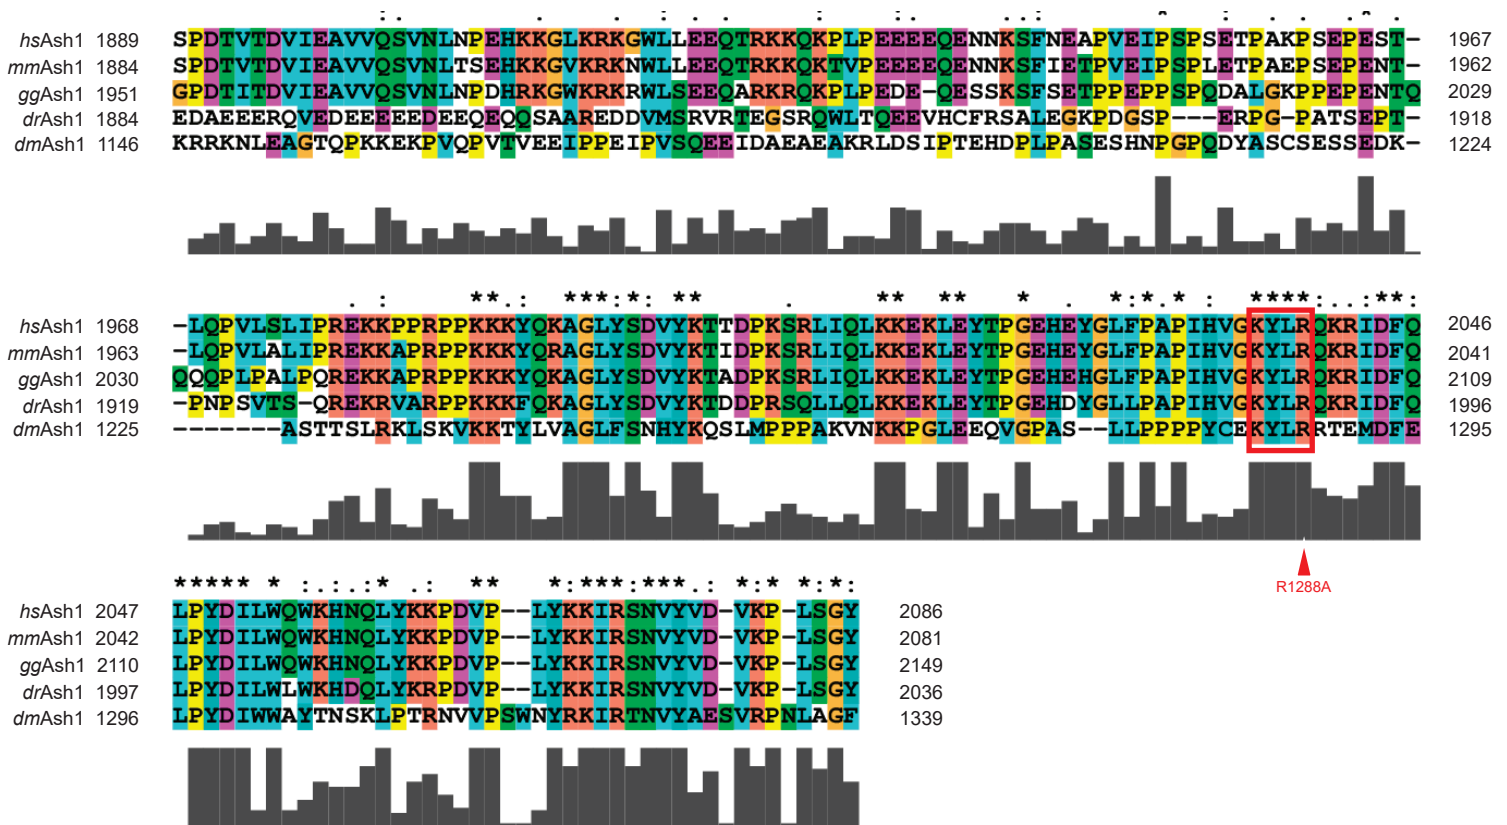 hsAsh1 1889 SPDTVTDVIEAVVQSVNLNPEHKKGLKRKGWLLEEQTRKKQKPLPEEEEQENNKSFNEAPVEIPSPSETPAKPSEPEST- 1967
mmAsh1 1884 SPDTVTDVIEAVVQSVNLTSEHKKGVKRKNWLLEEQTRKKQKTVPEEEEQENNKSFIETPVEIPSPLETPAEPSEPENT- 1962
ggAsh1 1951 GPDTITDVIEAVVQSVNLNPDHRKGWKRKRWLSEEQARKRQKPLPEDE-QESSKSFSETPPEPPSPQDALGKPPEPENTQ 2029
drAsh1 1884 EDAEEERQVEDEEEEEDEEQEQQSAAREDDVMSRVRTEGSRQWLTQEEVHCFRSALEGKPDGSP---ERPG-PATSEPT- 1918
dmAsh1 1146 KRRKNLEAGTQPKKEKPVQPVTVEEIPPEIPVSQEEIDAEAEAKRLDSIPTEHDPLPASESHNPGPQDYASCSESSEDK- 1224
. : **.: ***:*: ** . ** ** * . *:*.* : ****:..:**:
hsAsh1 1968 -LQPVLSLIPREKKPPRPPKKKYQKAGLYSDVYKTTDPKSRLIQLKKEKLEYTPGEHEYGLFPAPIHVGKYLRQKRIDFQ 2046
mmAsh1 1963 -LQPVLALIPREKKAPRPPKKKYQRAGLYSDVYKTIDPKSRLIQLKKEKLEYTPGEHEYGLFPAPIHVGKYLRQKRIDFQ 2041
ggAsh1 2030 QQQPLPALPQREKKAPRPPKKKYQKAGLYSDVYKTADPKSRLIQLKKEKLEYTPGEHEHGLFPAPIHVGKYLRQKRIDFQ 2109
drAsh1 1919 -PNPSVTS-QREKRVARPPKKKFQKAGLYSDVYKTDDPRSQLLQLKKEKLEYTPGEHDYGLLPAPIHVGKYLRQKRIDFQ 1996
dmAsh1 1225 -------ASTTSLRKLSKVKKTYLVAGLFSNHYKQSLMPPPAKVNKKPGLEEQVGPAS--LLPPPPYCEKYLRRTEMDFE 1295
R1288A
***** * :.:.:* .: ** *:***:***.: *:* *:*:
hsAsh1 2047 LPYDILWQWKHNQLYKKPDVP--LYKKIRSNVYVD-VKP-LSGY 2086
mmAsh1 2042 LPYDILWQWKHNQLYKKPDVP--LYKKIRSNVYVD-VKP-LSGY 2081
ggAsh1 2110 LPYDILWQWKHNQLYKKPDVP--LYKKIRSNVYVD-VKP-LSGY 2149
drAsh1 1997 LPYDILWLWKHDQLYKRPDVP--LYKKIRSNVYVD-VKP-LSGY 2036
dmAsh1 1296 LPYDIWWAYTNSKLPTRNVVPSWNYRKIRTNVYAESVRPNLAGF 1339